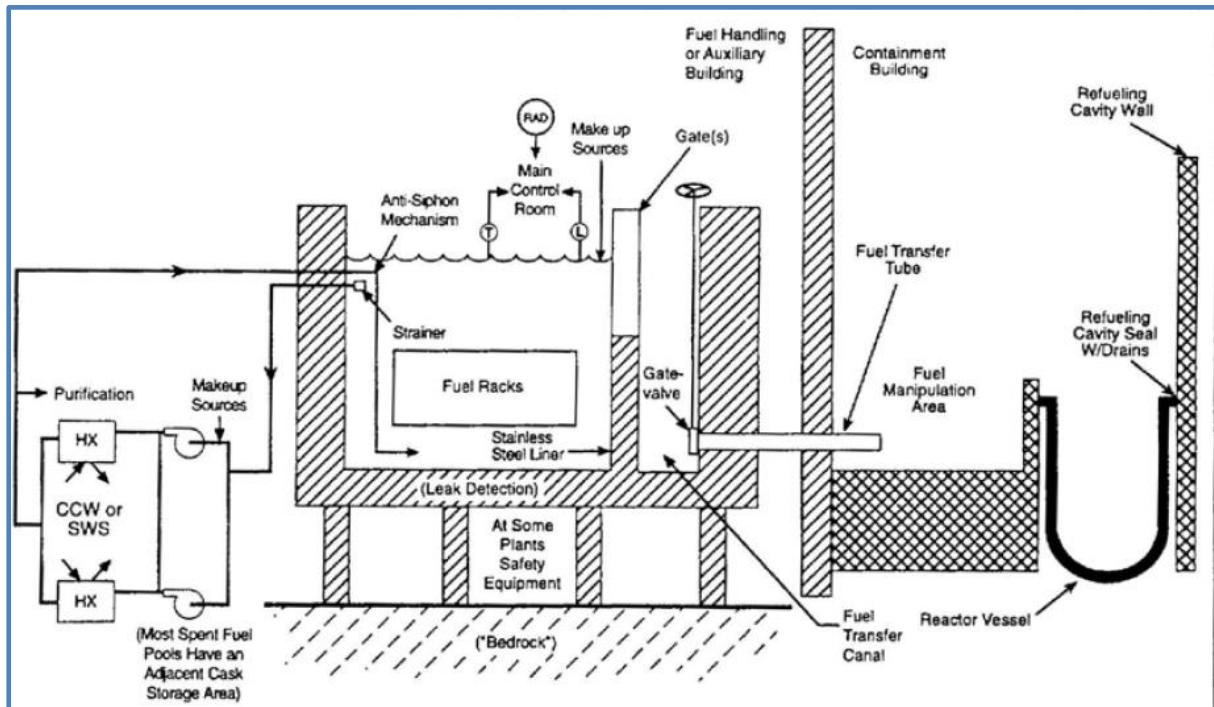 Fuel Handling
or Auxiliary
Building
Containment
Building
Refueling
Cavity Wall
RAD
Make up
Sources
Gate(s)
Main
Control
Room
Anti-Siphon
Mechanism
T
L
Fuel Transfer
Tube
Strainer
Refueling
Cavity Seal
W/Drains
Purification
Makeup
Sources
Fuel Racks
Gate-
valve
Fuel
Manipulation
Area
HX
Stainless
Steel Liner
CCW or
SWS
(Leak Detection)
At Some
Plants
Safety
Equipment
HX
(Most Spent Fuel
Pools Have an
Adjacent Cask
Storage Area)
("Bedrock")
Fuel
Transfer
Canal
Reactor Vessel